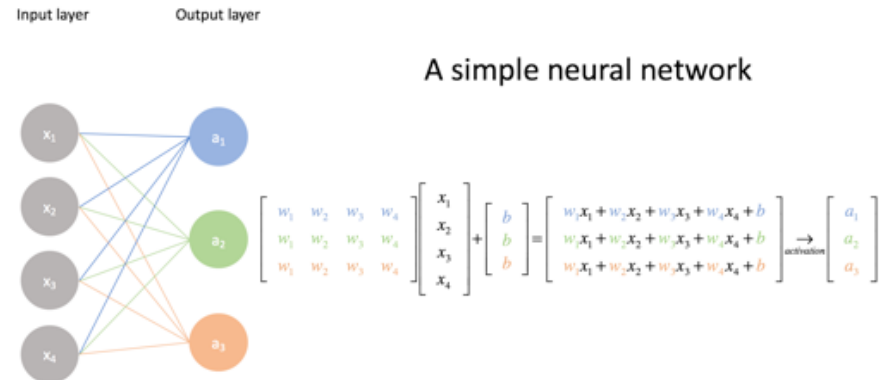 Input layer
Output layer
A simple neural network
x₁
x₂
x₃
x₄
a₁
a₂
a₃
[ w₁ w₂ w₃ w₄ ] [ x₁ ] + [ b ] = [ w₁x₁ + w₂x₂ + w₃x₃ + w₄x₄ + b ] → activation [ a₁ ]
[ w₁ w₂ w₃ w₄ ] [ x₂ ] [ b ] [ w₁x₁ + w₂x₂ + w₃x₃ + w₄x₄ + b ] [ a₂ ]
[ w₁ w₂ w₃ w₄ ] [ x₃ ] [ b ] [ w₁x₁ + w₂x₂ + w₃x₃ + w₄x₄ + b ] [ a₃ ]
[ x₄ ]